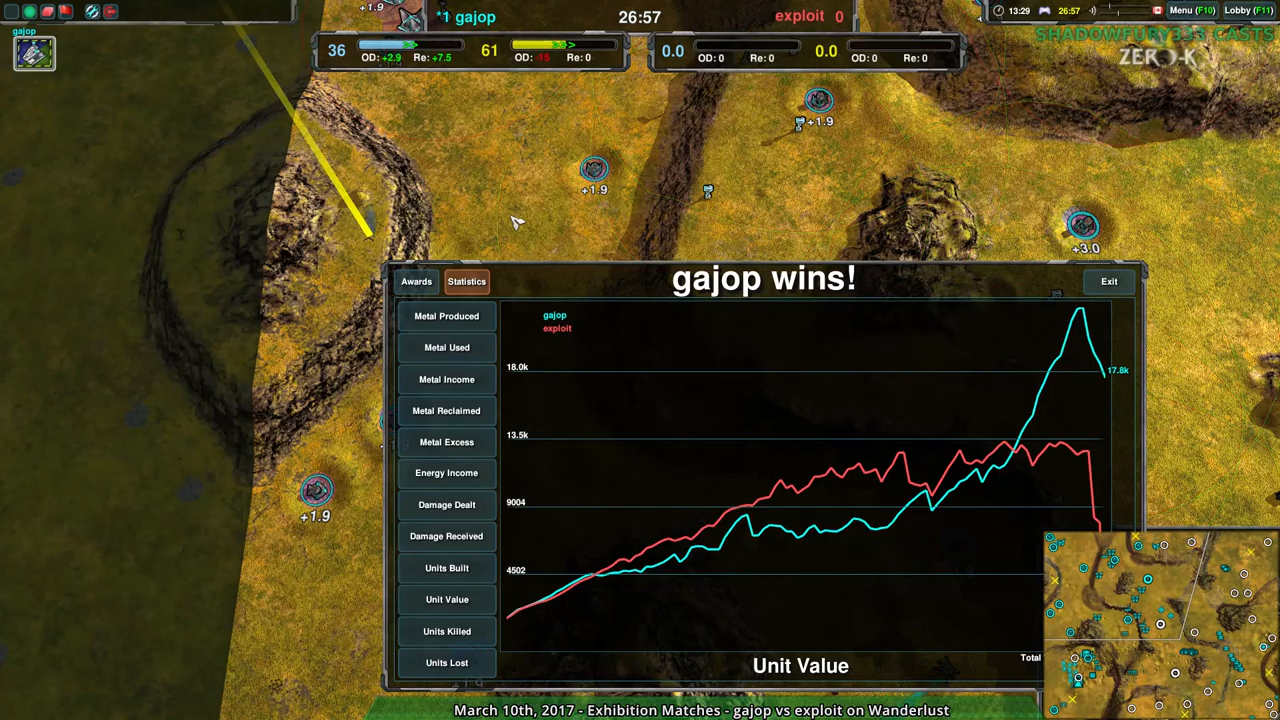 +1.9
*1 gajop
26:57
exploit 0
13:29
26:57
Menu (F10)
Lobby (F11)
gajop
SHADOWFURY333 CASTS
ZERO-K
36
OD: +2.9 Re: +7.5
61
OD: -15 Re: 0
0.0
OD: 0 Re: 0
0.0
OD: 0 Re: 0
+1.9
+1.9
+3.0
Awards
Statistics
gajop wins!
Exit
Metal Produced
Metal Used
Metal Income
Metal Reclaimed
Metal Excess
Energy Income
Damage Dealt
Damage Received
Units Built
Unit Value
Units Killed
Units Lost
gajop
exploit
18.0k
17.8k
13.5k
9004
4502
+1.9
Unit Value
Total
March 10th, 2017 - Exhibition Matches - gajop vs exploit on Wanderlust